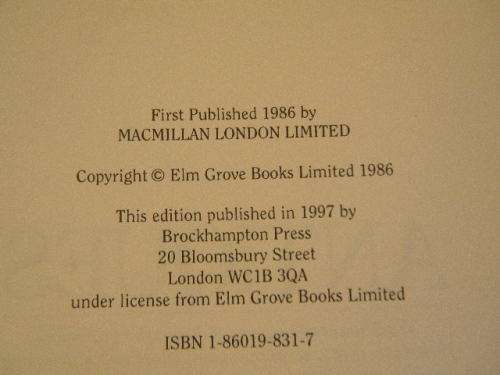 First Published 1986 by
MACMILLAN LONDON LIMITED
Copyright © Elm Grove Books Limited 1986
This edition published in 1997 by
Brockhampton Press
20 Bloomsbury Street
London WC1B 3QA
under license from Elm Grove Books Limited
ISBN 1-86019-831-7